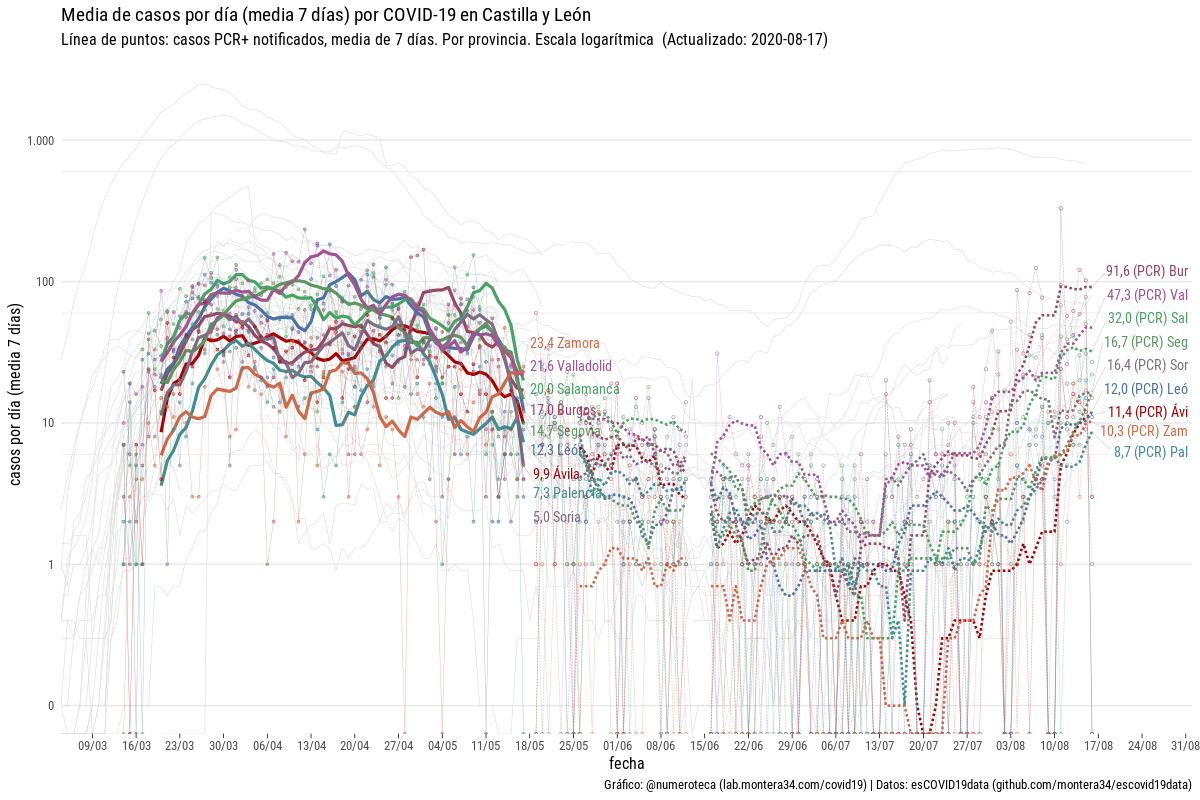 Media de casos por día (media 7 días) por COVID-19 en Castilla y León
Línea de puntos: casos PCR+ notificados, media de 7 días. Por provincia. Escala logarítmica (Actualizado: 2020-08-17)
casos por día (media 7 días)
1.000
100
10
1
0
23,4 Zamora
21,6 Valladolid
20,0 Salamanca
17,0 Burgos
14,7 Segovia
12,3 León
9,9 Ávila
7,3 Palencia
5,0 Soria
91,6 (PCR) Bur
47,3 (PCR) Val
32,0 (PCR) Sal
16,7 (PCR) Seg
16,4 (PCR) Sor
12,0 (PCR) Leó
11,4 (PCR) Ávi
10,3 (PCR) Zam
8,7 (PCR) Pal
09/03 16/03 23/03 30/03 06/04 13/04 20/04 27/04 04/05 11/05 18/05 25/05 01/06 08/06 15/06 22/06 29/06 06/07 13/07 20/07 27/07 03/08 10/08 17/08 24/08 31/08
fecha
Gráfico: @numeroteca (lab.montera34.com/covid19) | Datos: esCOVID19data (github.com/montera34/escovid19data)